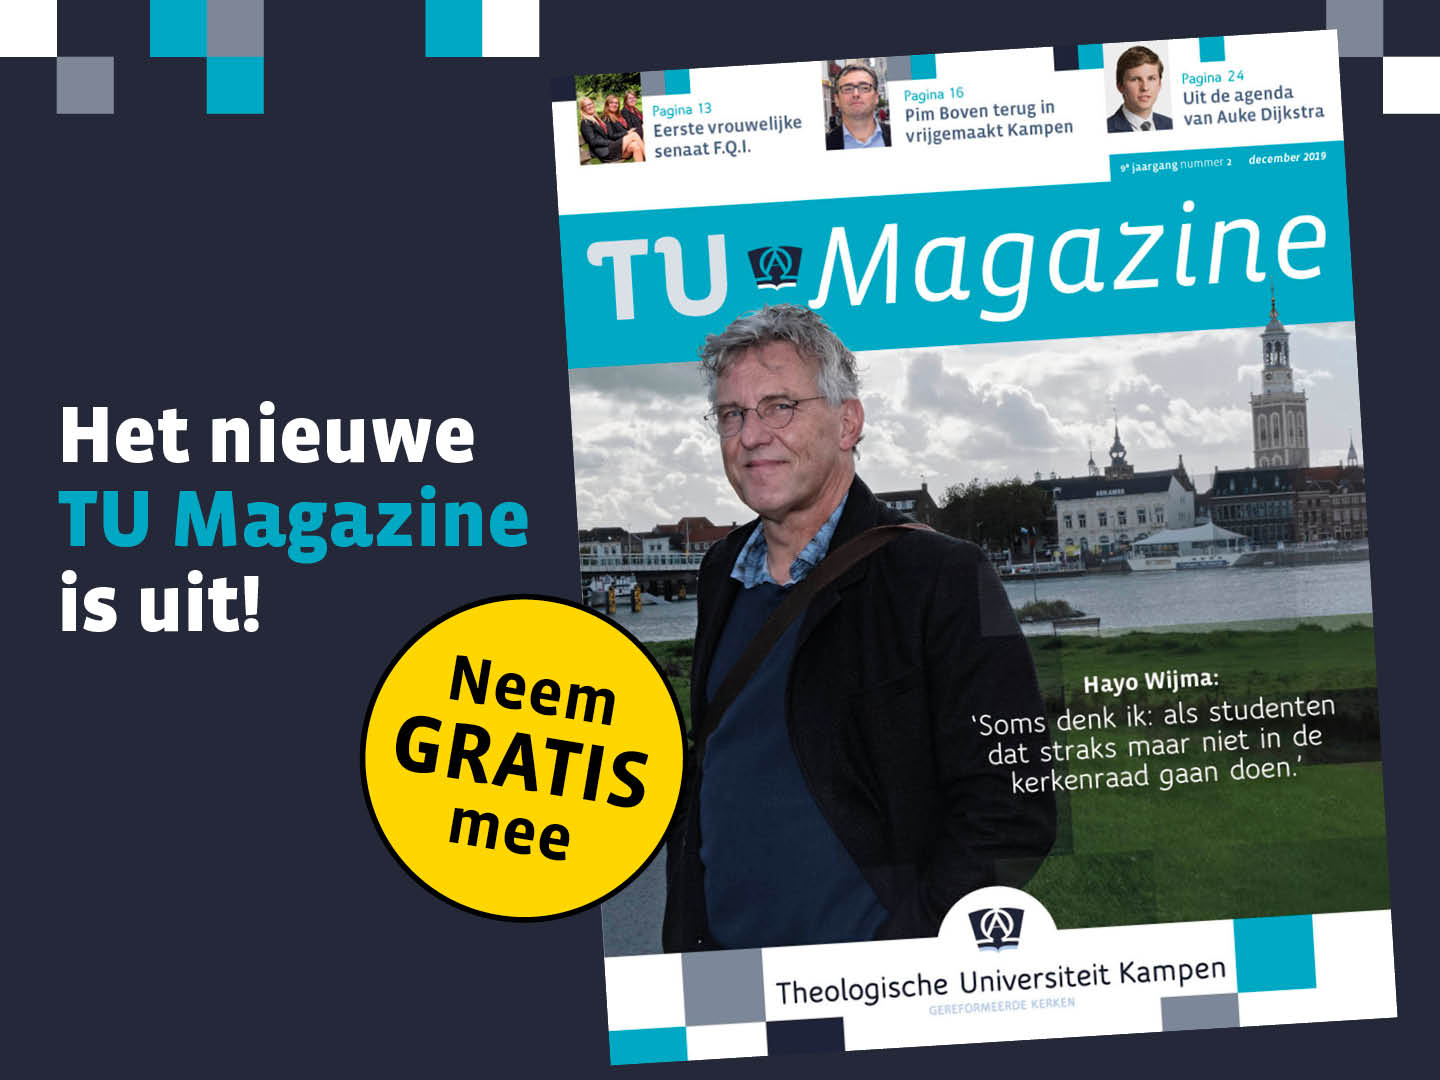 Het nieuwe
TU Magazine
is uit!
Neem
GRATIS
mee
Pagina 13
Eerste vrouwelijke
senaat F.Q.I.
Pagina 16
Pim Boven terug in
vrijgemaakt Kampen
Pagina 24
Uit de agenda
van Auke Dijkstra
9e jaargang nummer 2 december 2019
TU Magazine
ABN·AMRO
Hayo Wijma:
‘Soms denk ik: als studenten
dat straks maar niet in de
kerkenraad gaan doen.’
Theologische Universiteit Kampen
GEREFORMEERDE KERKEN